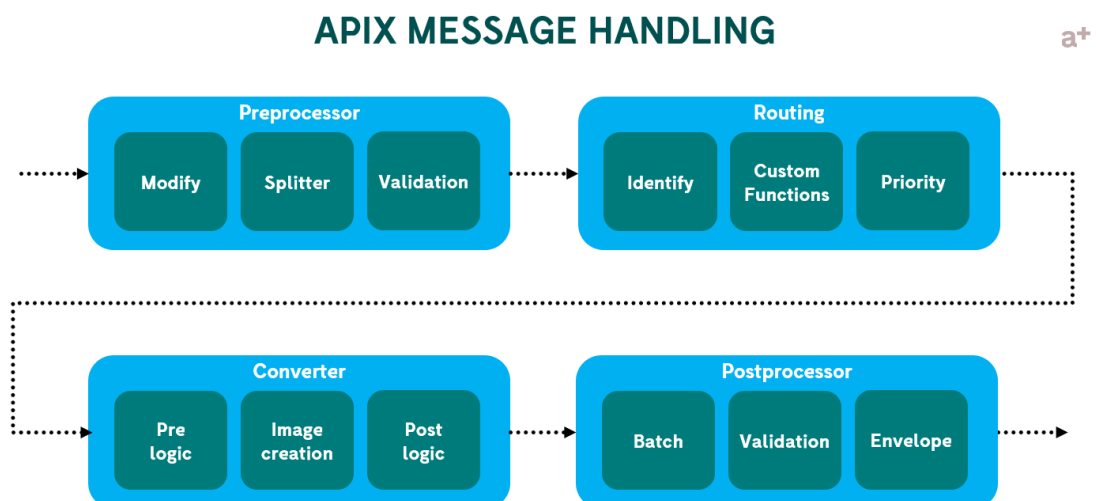 APIX MESSAGE HANDLING
a+
Preprocessor
Modify
Splitter
Validation
Routing
Identify
Custom
Functions
Priority
Converter
Pre
logic
Image
creation
Post
logic
Postprocessor
Batch
Validation
Envelope